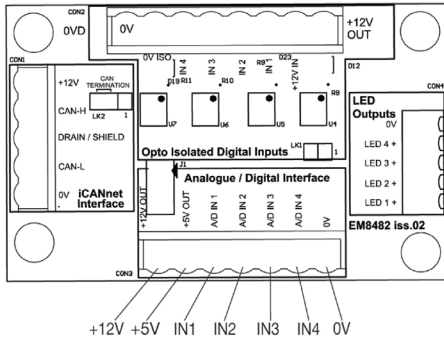 CON2
0VD
0V
+12V
OUT
CON1
0V ISO
IN 4
IN 3
IN 2
IN 1
+12V IN
D23
D12
D19
R11
R10
R9
R8
U7
U6
U5
U4
+12V
CAN
TERMINATION
LK2
1
CAN-H
DRAIN / SHIELD
CAN-L
0V
-
iCANnet
Interface
Opto Isolated Digital Inputs
LK1
1
CON4
LED
Outputs
0V
LED 4 +
LED 3 +
LED 2 +
LED 1 +
J1
Analogue / Digital Interface
+12V OUT
+5V OUT
A/D IN 1
A/D IN 2
A/D IN 3
A/D IN 4
0V
EM8482 iss.02
CON3
+12V +5V IN1 IN2 IN3 IN4 0V